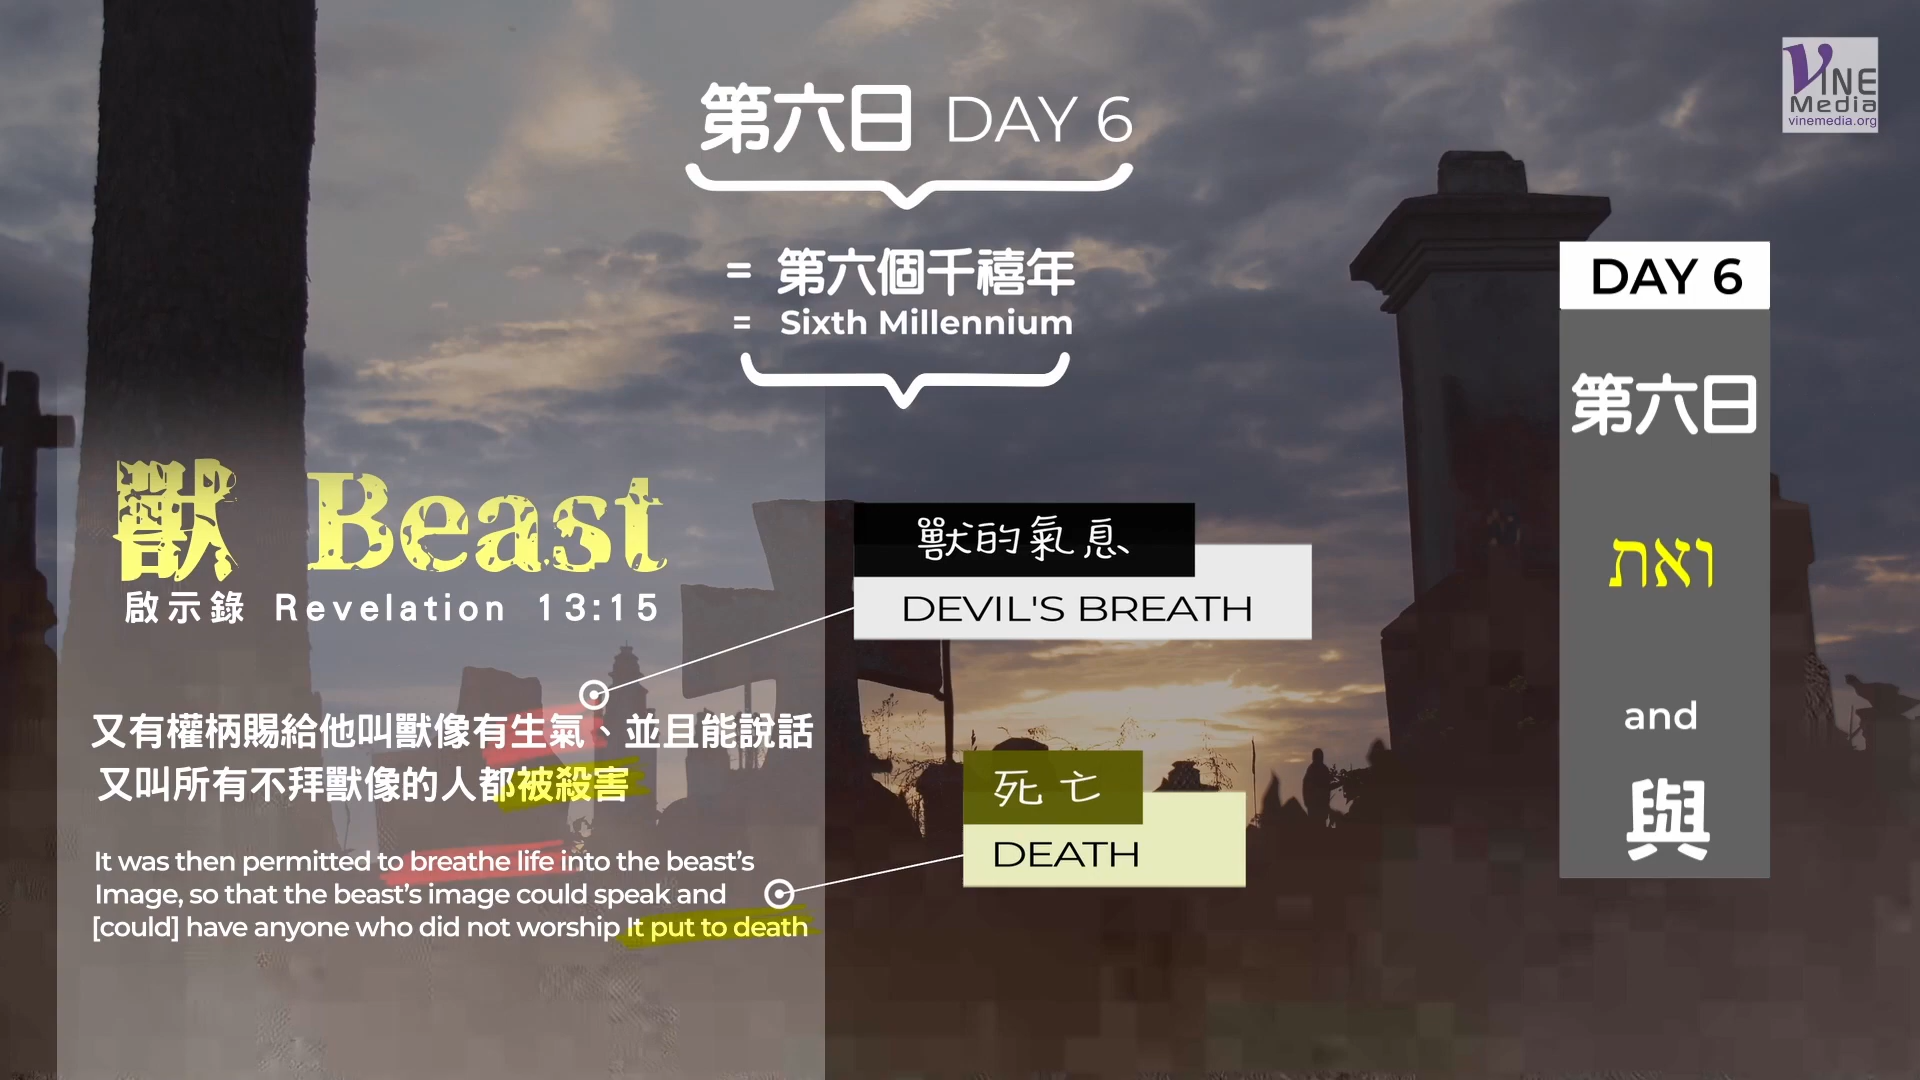 第六日 DAY 6
= 第六個千禧年
= Sixth Millennium
獸 Beast
啟示錄 Revelation 13:15
又有權柄賜給他叫獸像有生氣、並且能說話
又叫所有不拜獸像的人都被殺害
It was then permitted to breathe life into the beast’s
Image, so that the beast’s image could speak and
[could] have anyone who did not worship It put to death
獸的氣息
DEVIL'S BREATH
死亡
DEATH
DAY 6
第六日
ואת
and
與
VINE
Media
vinemedia.org